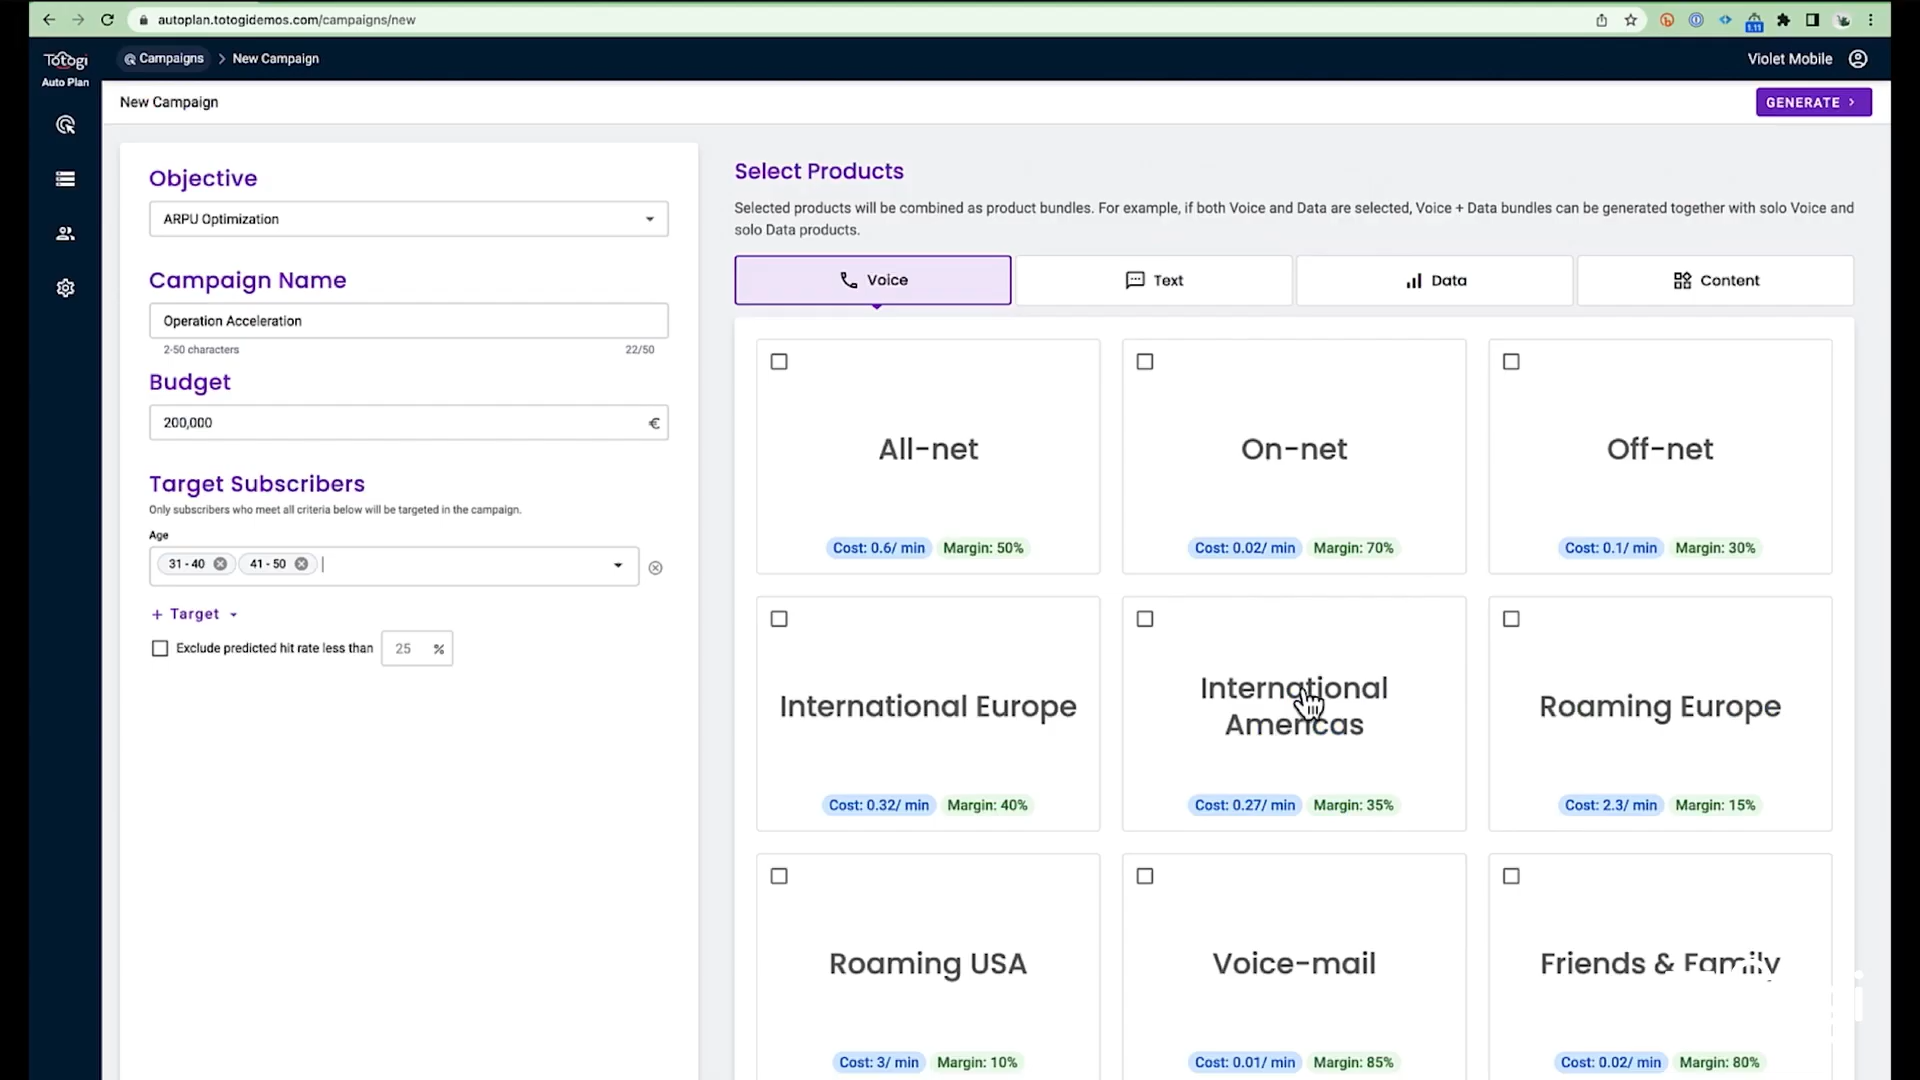 autoplan.totogidemos.com/campaigns/new
1.11
Totogi
Auto Plan
Campaigns
New Campaign
Violet Mobile
New Campaign
GENERATE
Objective
ARPU Optimization
Campaign Name
Operation Acceleration
2-50 characters
22/50
Budget
200,000
€
Target Subscribers
Only subscribers who meet all criteria below will be targeted in the campaign.
Age
31 - 40
41 - 50
+ Target
Exclude predicted hit rate less than
25 %
Select Products
Selected products will be combined as product bundles. For example, if both Voice and Data are selected, Voice + Data bundles can be generated together with solo Voice and
solo Data products.
Voice
Text
Data
Content
All-net
Cost: 0.6/ min
Margin: 50%
On-net
Cost: 0.02/ min
Margin: 70%
Off-net
Cost: 0.1/ min
Margin: 30%
International Europe
Cost: 0.32/ min
Margin: 40%
International
Americas
Cost: 0.27/ min
Margin: 35%
Roaming Europe
Cost: 2.3/ min
Margin: 15%
Roaming USA
Cost: 3/ min
Margin: 10%
Voice-mail
Cost: 0.01/ min
Margin: 85%
Friends & Family
Cost: 0.02/ min
Margin: 80%